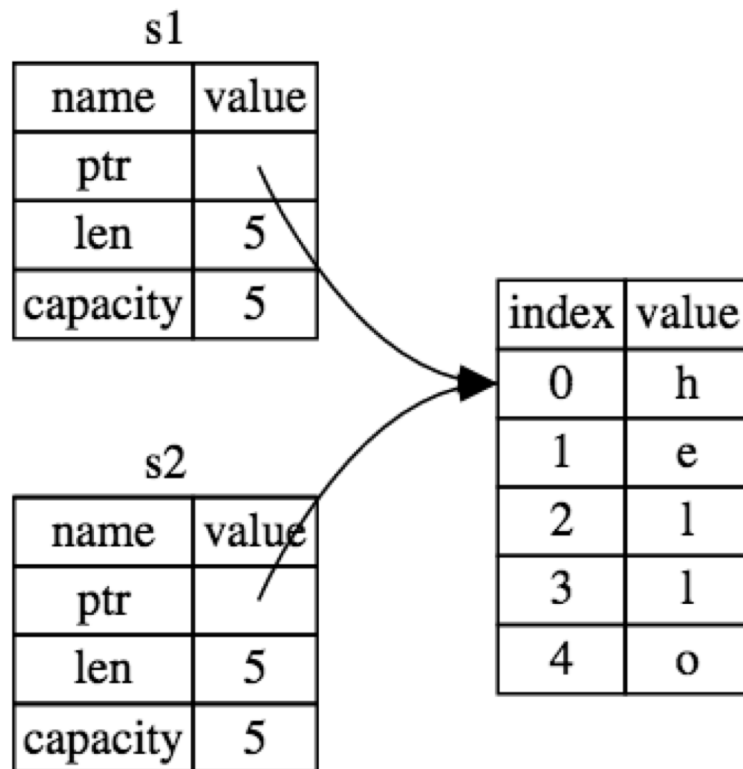 s1
name value
ptr
len 5
capacity 5
s2
name value
ptr
len 5
capacity 5
index value
0 h
1 e
2 l
3 l
4 o